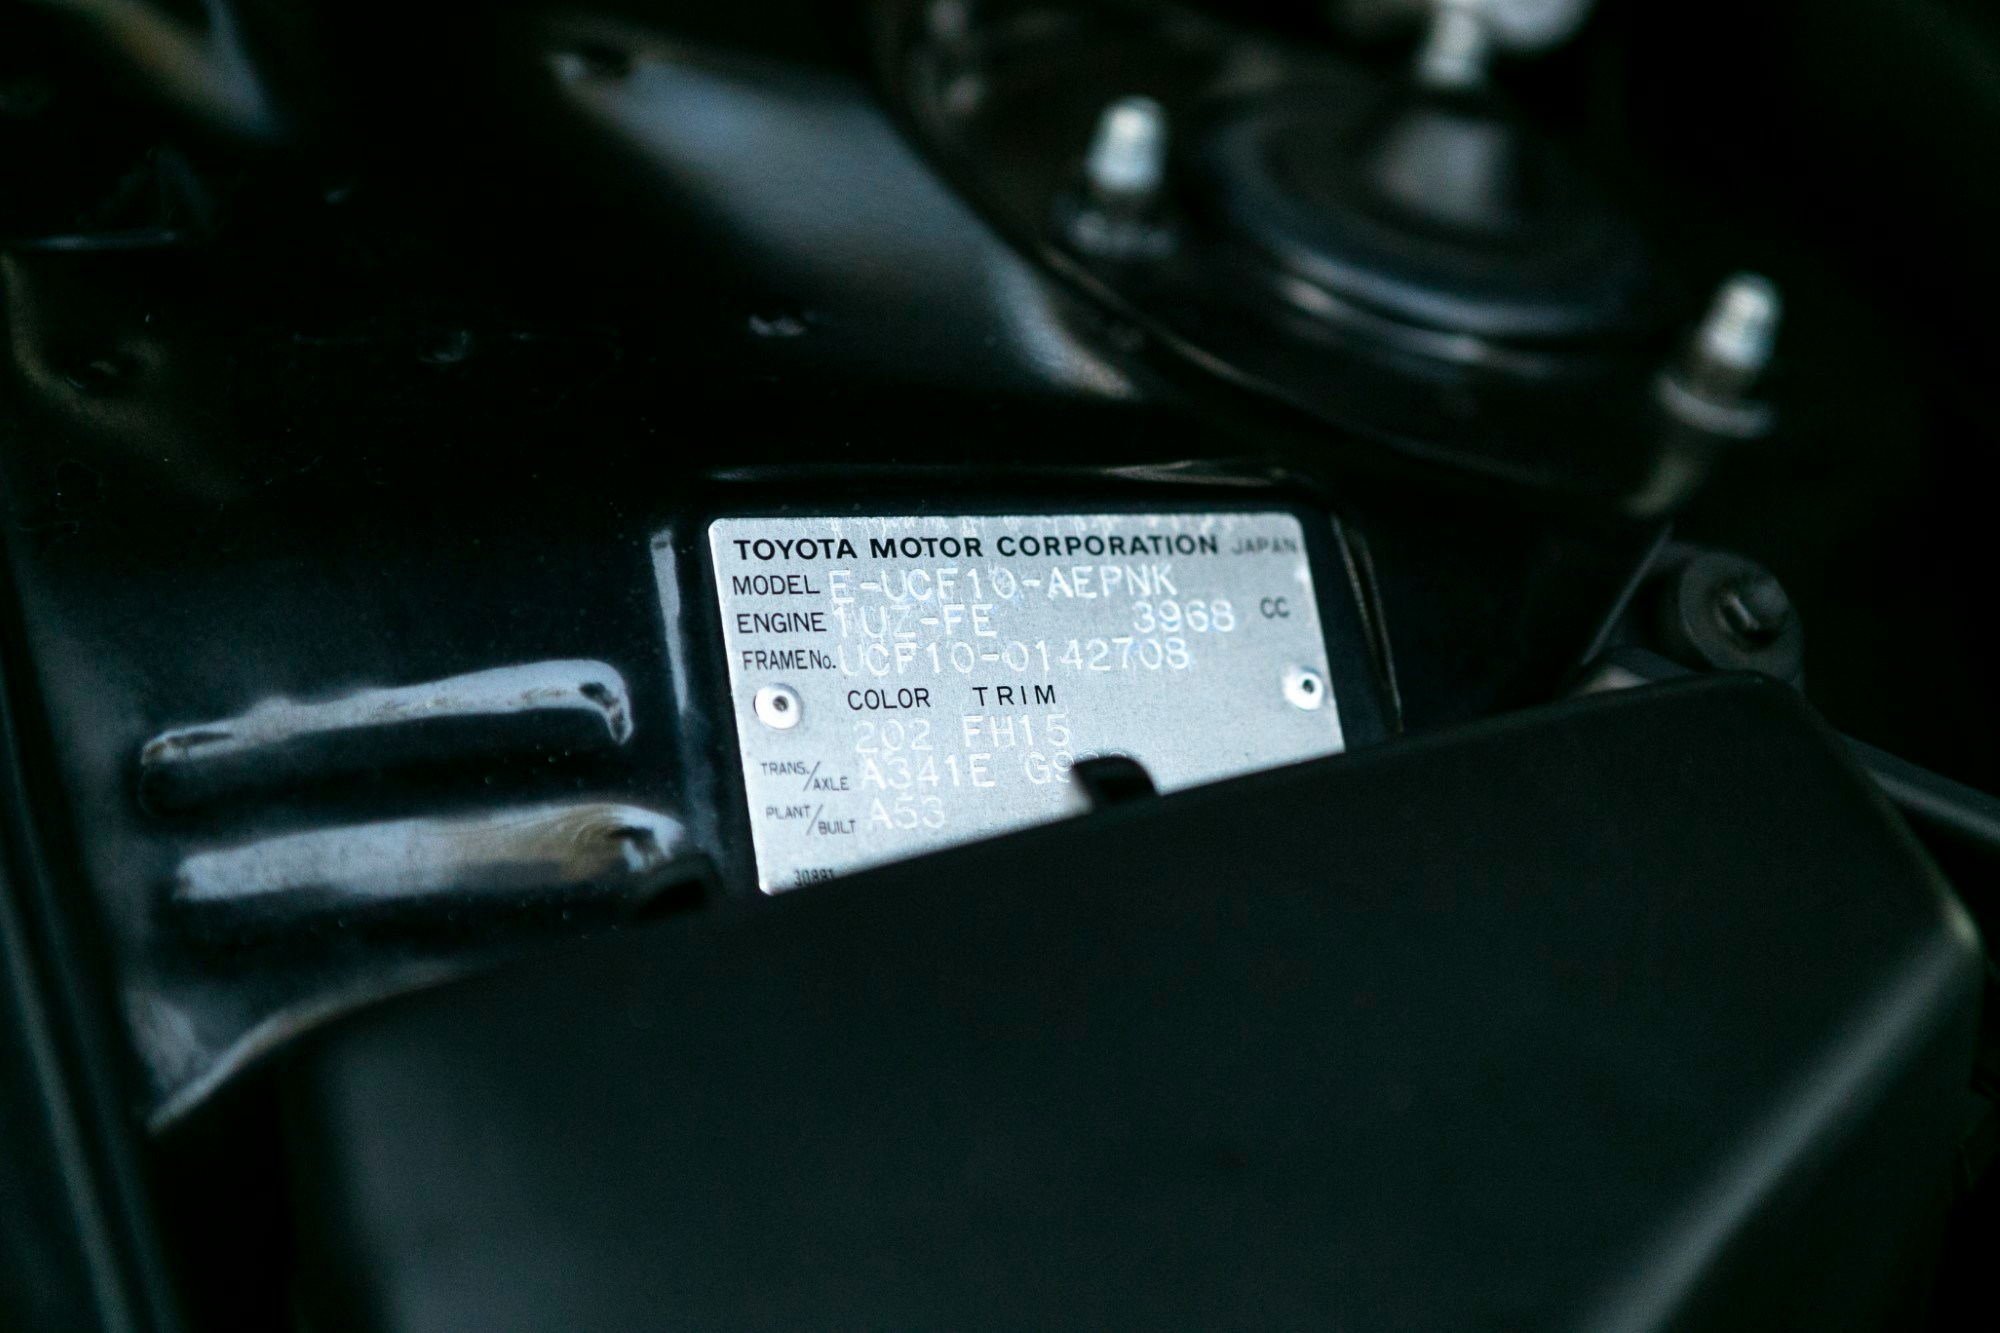 TOYOTA MOTOR CORPORATION JAPAN
MODEL E-UCF10-AEPNK
ENGINE 1UZ-FE 3968 CC
FRAME No. UCF10-0142708
COLOR TRIM
202 FH15
TRANS./AXLE A341E
PLANT/BUILT A53